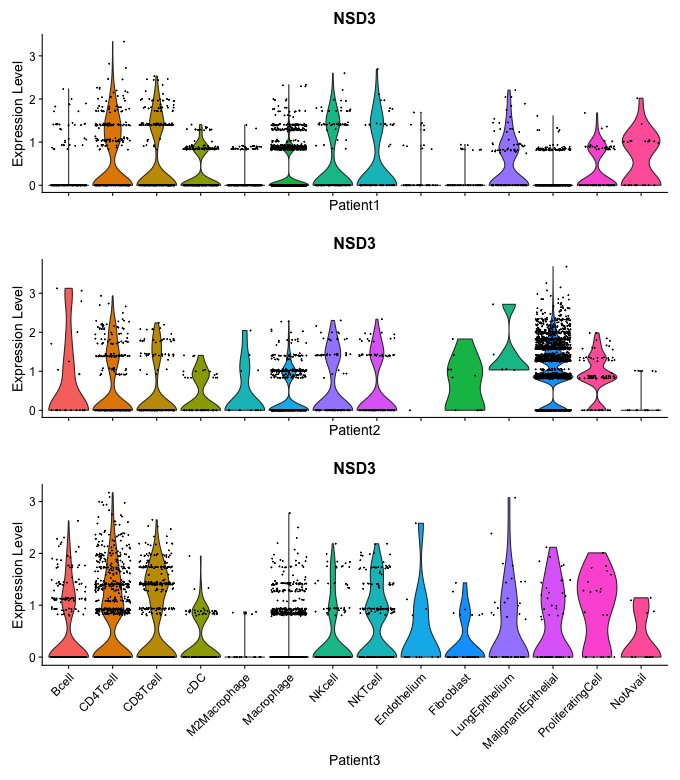 NSD3
Expression Level
3
2
1
0
Patient1
NSD3
Expression Level
3
2
1
0
Patient2
NSD3
Expression Level
3
2
1
0
Bcell
CD4Tcell
CD8Tcell
cDC
M2Macrophage
Macrophage
NKcell
NKTcell
Endothelium
Fibroblast
LungEpithelium
MalignantEpithelial
ProliferatingCell
NotAvail
Patient3